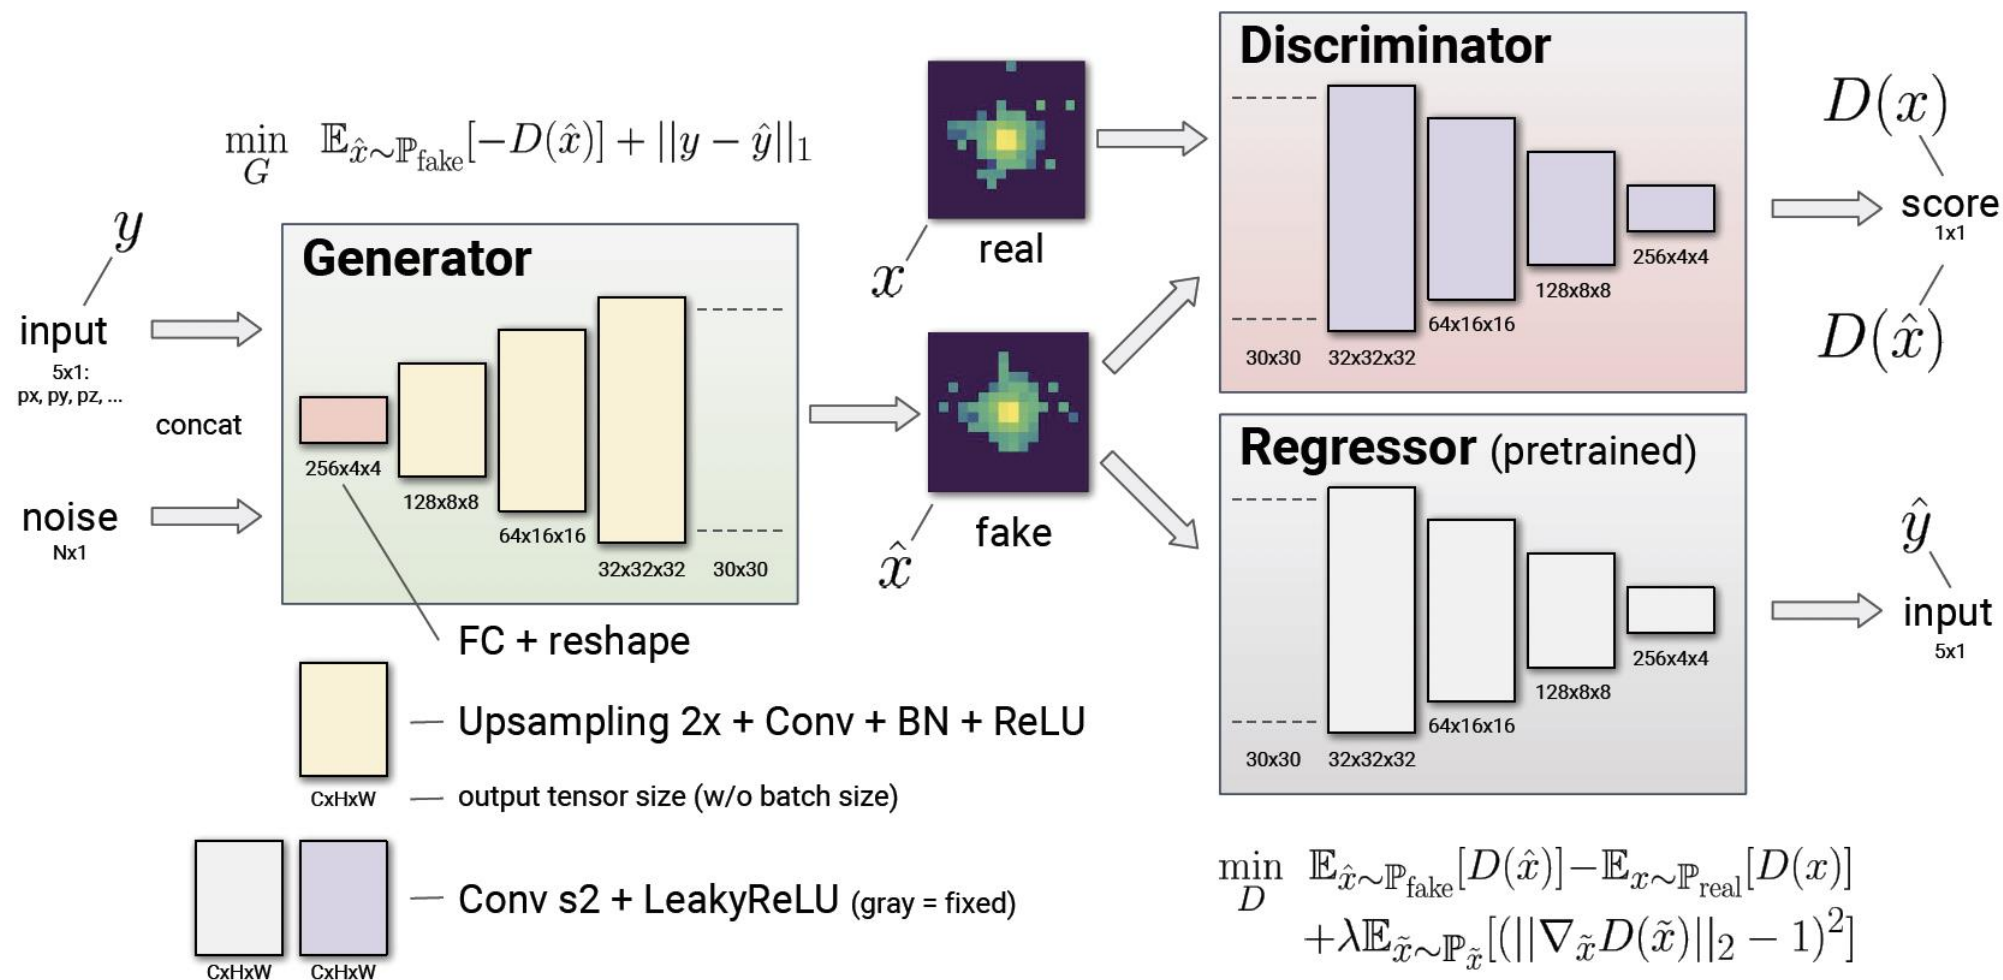 min_G E_{x̂∼P_fake}[−D(x̂)] + ||y − ŷ||_1
y
input
5x1:
px, py, pz, ...
concat
noise
Nx1
Generator
256x4x4
128x8x8
64x16x16
32x32x32
30x30
FC + reshape
Upsampling 2x + Conv + BN + ReLU
CxHxW
output tensor size (w/o batch size)
Conv s2 + LeakyReLU (gray = fixed)
CxHxW
CxHxW
real
x
fake
x̂
Discriminator
30x30
32x32x32
64x16x16
128x8x8
256x4x4
D(x)
score
1x1
D(x̂)
Regressor (pretrained)
30x30
32x32x32
64x16x16
128x8x8
256x4x4
ŷ
input
5x1
min_D E_{x̂∼P_fake}[D(x̂)]−E_{x∼P_real}[D(x)]
+λE_{x̃∼P_x̃}[(||∇_x̃ D(x̃)||_2 − 1)^2]